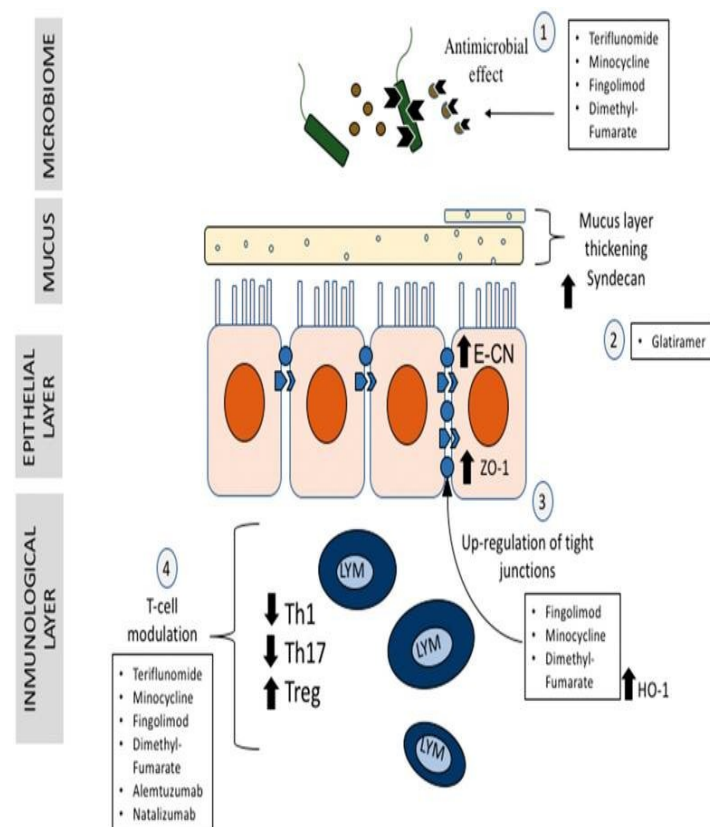 MICROBIOME
1
Antimicrobial
effect
• Teriflunomide
• Minocycline
• Fingolimod
• Dimethyl-
Fumarate
MUCUS
Mucus layer
thickening
Syndecan
2
• Glatiramer
EPITHELIAL
LAYER
E-CN
ZO-1
3
Up-regulation of tight
junctions
• Fingolimod
• Minocycline
• Dimethyl-
Fumarate
HO-1
INMUNOLOGICAL
LAYER
4
T-cell
modulation
• Teriflunomide
• Minocycline
• Fingolimod
• Dimethyl-
Fumarate
• Alemtuzumab
• Natalizumab
Th1
Th17
Treg
LYM
LYM
LYM